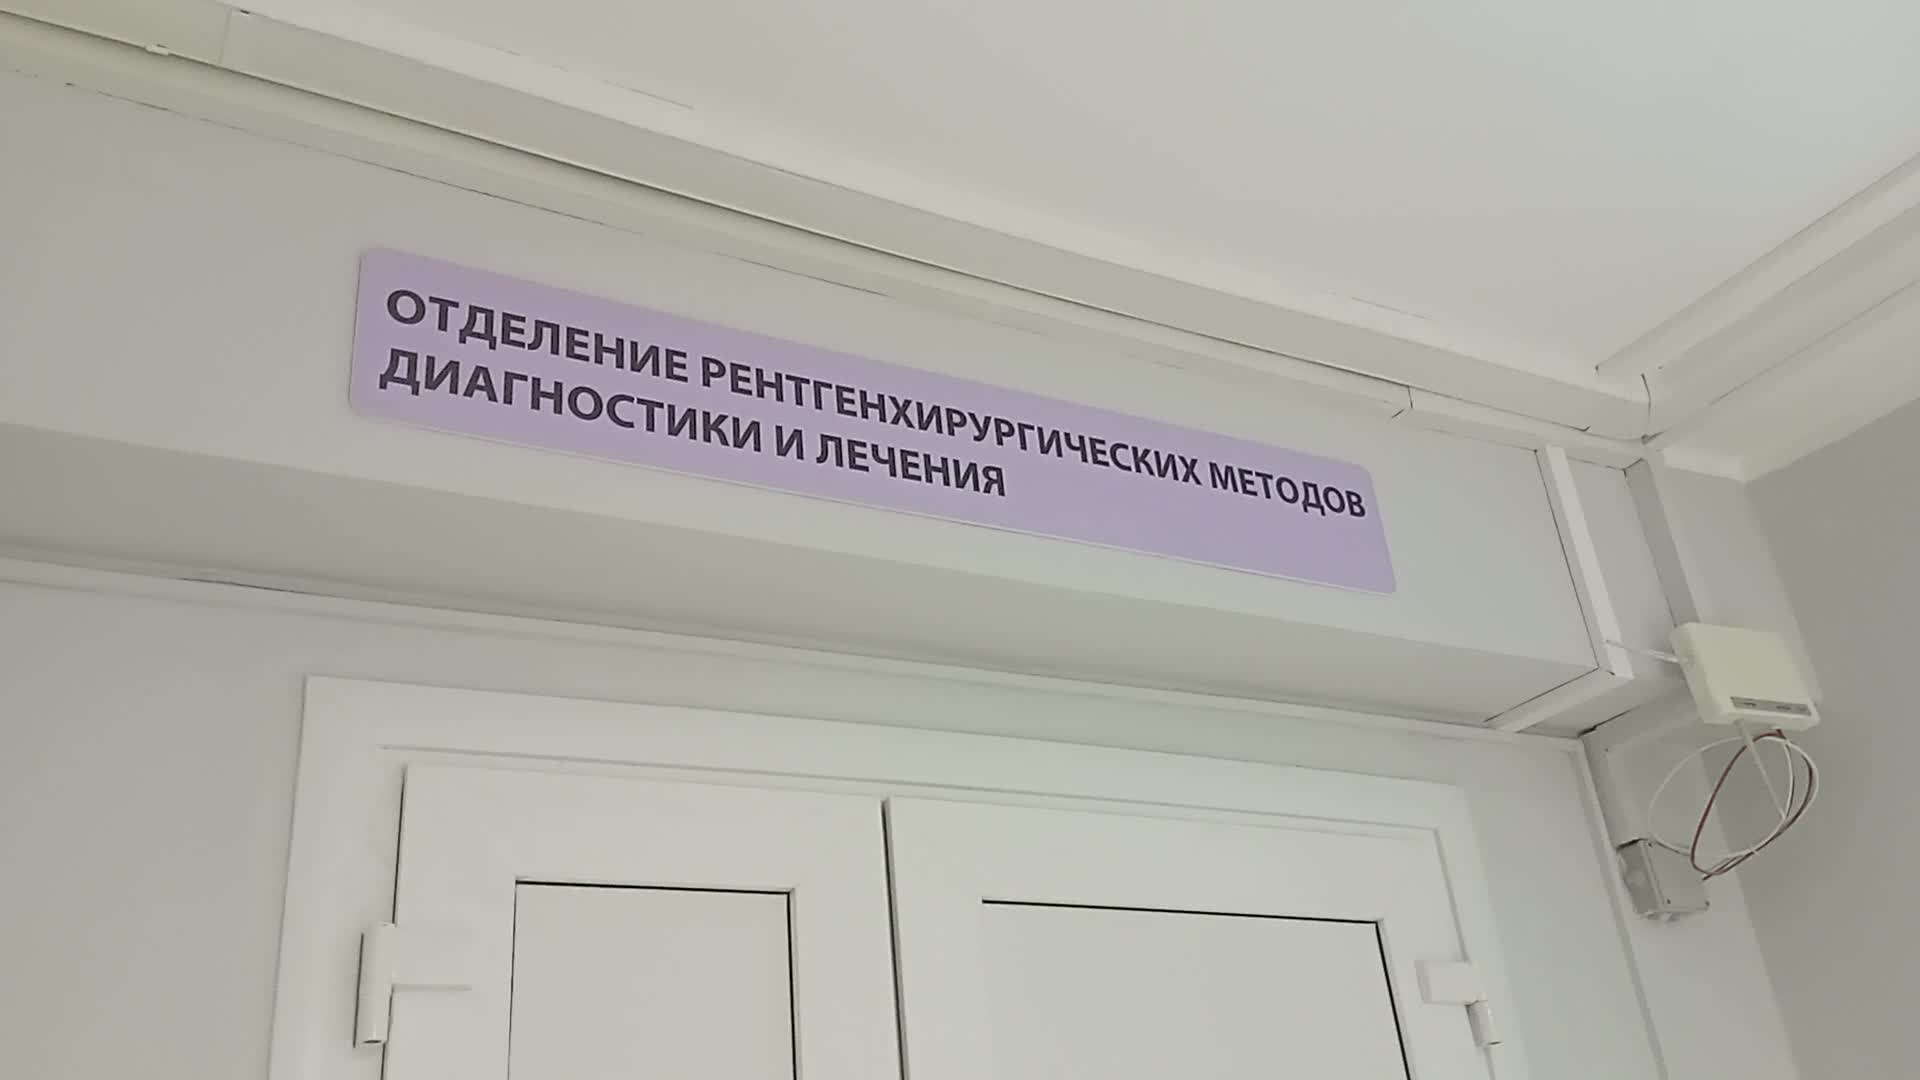 ОТДЕЛЕНИЕ РЕНТГЕНХИРУРГИЧЕСКИХ МЕТОДОВ
ДИАГНОСТИКИ И ЛЕЧЕНИЯ